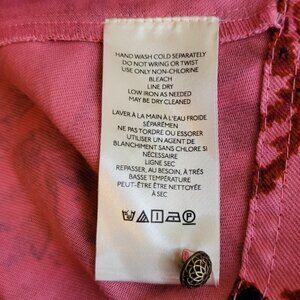 HAND WASH COLD SEPARATELY
DO NOT WRING OR TWIST
USE ONLY NON-CHLORINE
BLEACH
LINE DRY
LOW IRON AS NEEDED
MAY BE DRY CLEANED
LAVER À LA MAIN À L'EAU FROIDE
SÉPARÉMEN
NE PAS TORDRE OU ESSORER
UTILISER UN AGENT DE
BLANCHIMENT SANS CHLORE SI
NÉCESSAIRE
LIGNE SEC
REPASSER, AU BESOIN, À TRÈS
BASSE TEMPÉRATURE
PEUT-ÊTRE ÊTRE NETTOYÉE
À SEC